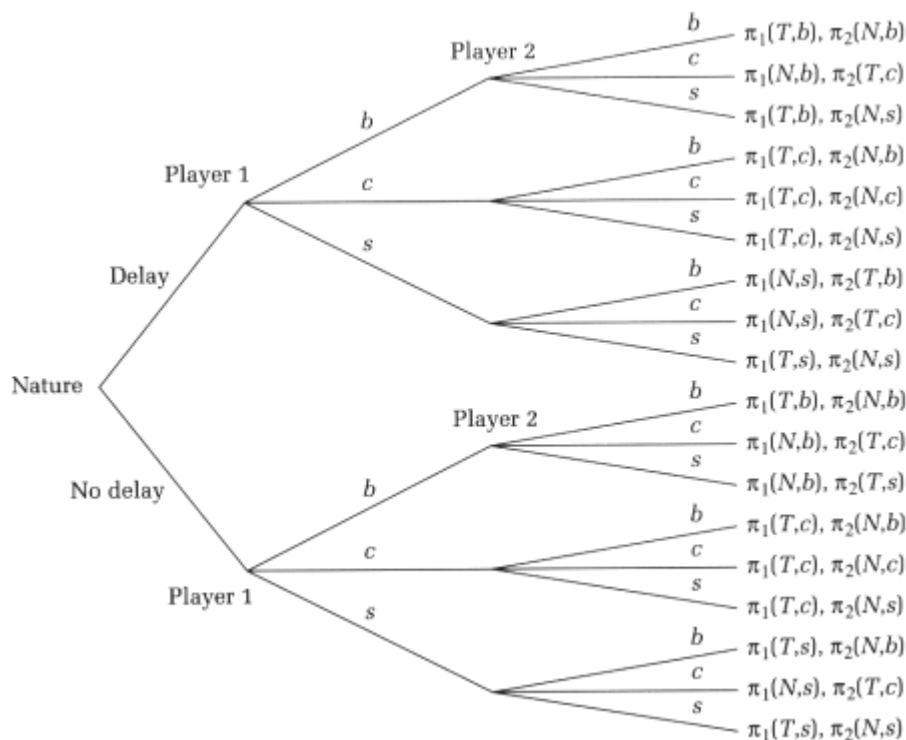 b π₁(T,b), π₂(N,b)
Player 2
c π₁(N,b), π₂(T,c)
s π₁(T,b), π₂(N,s)
b
b π₁(T,c), π₂(N,b)
Player 1
c
c π₁(T,c), π₂(N,c)
s π₁(T,c), π₂(N,s)
s
Delay
b π₁(N,s), π₂(T,b)
c π₁(N,s), π₂(T,c)
s π₁(T,s), π₂(N,s)
Nature
b π₁(T,b), π₂(N,b)
Player 2
c π₁(N,b), π₂(T,c)
s π₁(N,b), π₂(T,s)
No delay
b
b π₁(T,c), π₂(N,b)
c
c π₁(T,c), π₂(N,c)
Player 1
s π₁(T,c), π₂(N,s)
s
b π₁(T,s), π₂(N,b)
c π₁(N,s), π₂(T,c)
s π₁(T,s), π₂(N,s)